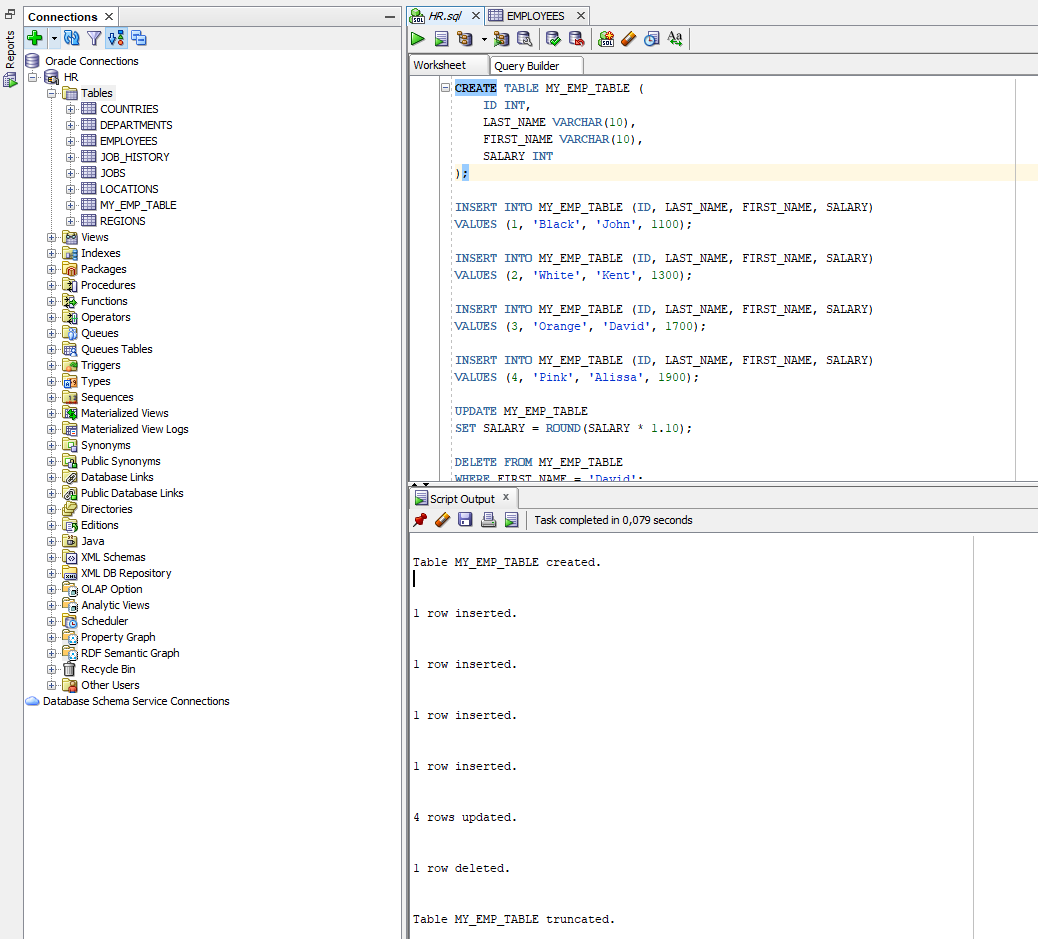 Reports
Connections
Oracle Connections
HR
Tables
COUNTRIES
DEPARTMENTS
EMPLOYEES
JOB_HISTORY
JOBS
LOCATIONS
MY_EMP_TABLE
REGIONS
Views
Indexes
Packages
Procedures
Functions
Operators
Queues
Queues Tables
Triggers
Types
Sequences
Materialized Views
Materialized View Logs
Synonyms
Public Synonyms
Database Links
Public Database Links
Directories
Editions
Java
XML Schemas
XML DB Repository
OLAP Option
Analytic Views
Scheduler
Property Graph
RDF Semantic Graph
Recycle Bin
Other Users
Database Schema Service Connections
HR.sql EMPLOYEES
Worksheet Query Builder
CREATE TABLE MY_EMP_TABLE (
ID INT,
LAST_NAME VARCHAR(10),
FIRST_NAME VARCHAR(10),
SALARY INT
);
INSERT INTO MY_EMP_TABLE (ID, LAST_NAME, FIRST_NAME, SALARY)
VALUES (1, 'Black', 'John', 1100);
INSERT INTO MY_EMP_TABLE (ID, LAST_NAME, FIRST_NAME, SALARY)
VALUES (2, 'White', 'Kent', 1300);
INSERT INTO MY_EMP_TABLE (ID, LAST_NAME, FIRST_NAME, SALARY)
VALUES (3, 'Orange', 'David', 1700);
INSERT INTO MY_EMP_TABLE (ID, LAST_NAME, FIRST_NAME, SALARY)
VALUES (4, 'Pink', 'Alissa', 1900);
UPDATE MY_EMP_TABLE
SET SALARY = ROUND(SALARY * 1.10);
DELETE FROM MY_EMP_TABLE
WHERE FIRST_NAME = 'David';
Script Output
Task completed in 0,079 seconds
Table MY_EMP_TABLE created.
1 row inserted.
1 row inserted.
1 row inserted.
1 row inserted.
4 rows updated.
1 row deleted.
Table MY_EMP_TABLE truncated.